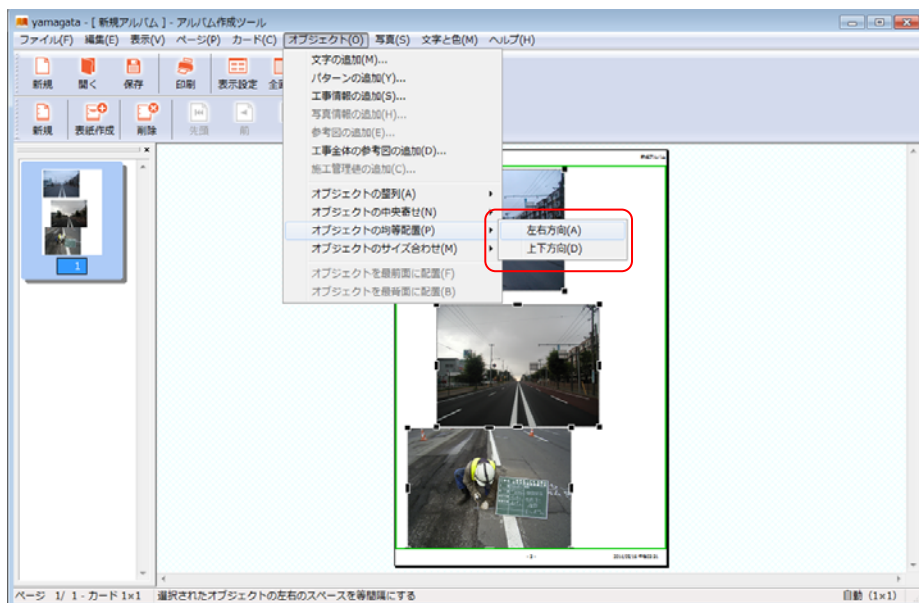 yamagata - [ 新規アルバム ] - アルバム作成ツール
ファイル(F) 編集(E) 表示(V) ページ(P) カード(C) オブジェクト(O) 写真(S) 文字と色(M) ヘルプ(H)
新規 開く 保存 印刷 表示設定
新規 表紙作成 削除 先頭 前
文字の追加(M)...
パターンの追加(Y)...
工事情報の追加(S)...
写真情報の追加(H)...
参考図の追加(E)...
工事全体の参考図の追加(D)...
施工管理値の追加(C)...
オブジェクトの整列(A)
オブジェクトの中央寄せ(N)
オブジェクトの均等配置(P)
オブジェクトのサイズ合わせ(M)
オブジェクトを最前面に配置(F)
オブジェクトを最背面に配置(B)
左右方向(A)
上下方向(D)
1
ページ 1/ 1 - カード 1×1 選択されたオブジェクトの左右のスペースを等間隔にする
自動 (1×1)